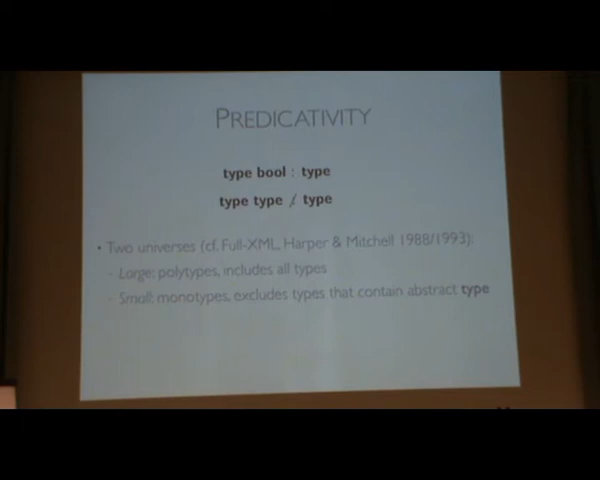 PREDICATIVITY
type bool : type
type type :/ type
• Two universes (cf. Full-XML, Harper & Mitchell 1988/1993):
- Large: polytypes, includes all types
- Small: monotypes, excludes types that contain abstract type